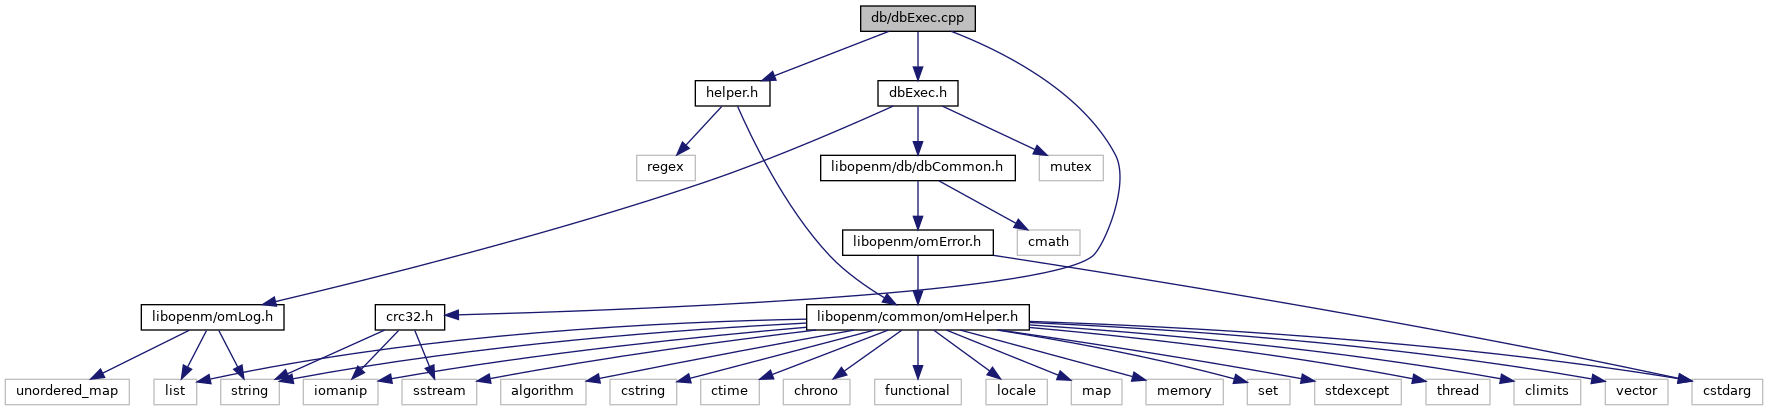 db/dbExec.cpp
helper.h
dbExec.h
regex
libopenm/db/dbCommon.h
mutex
libopenm/omError.h
cmath
libopenm/omLog.h
crc32.h
libopenm/common/omHelper.h
unordered_map
list
string
iomanip
sstream
algorithm
cstring
ctime
chrono
functional
locale
map
memory
set
stdexcept
thread
climits
vector
cstdarg